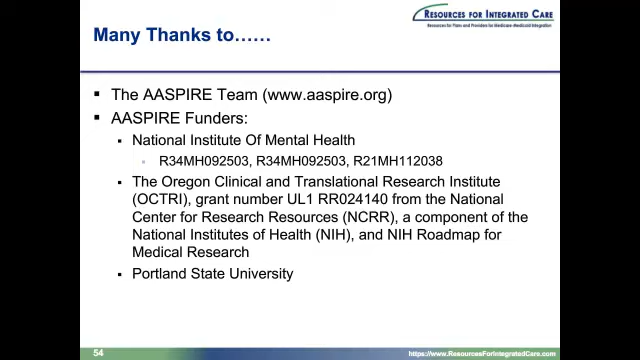 RESOURCES FOR INTEGRATED CARE
Resources for Plans and Providers for Medicare-Medicaid Integration
Many Thanks to……
▪ The AASPIRE Team (www.aaspire.org)
▪ AASPIRE Funders:
▪ National Institute Of Mental Health
▪ R34MH092503, R34MH092503, R21MH112038
▪ The Oregon Clinical and Translational Research Institute
(OCTRI), grant number UL1 RR024140 from the National
Center for Research Resources (NCRR), a component of the
National Institutes of Health (NIH), and NIH Roadmap for
Medical Research
▪ Portland State University
54
https://www.ResourcesForIntegratedCare.com